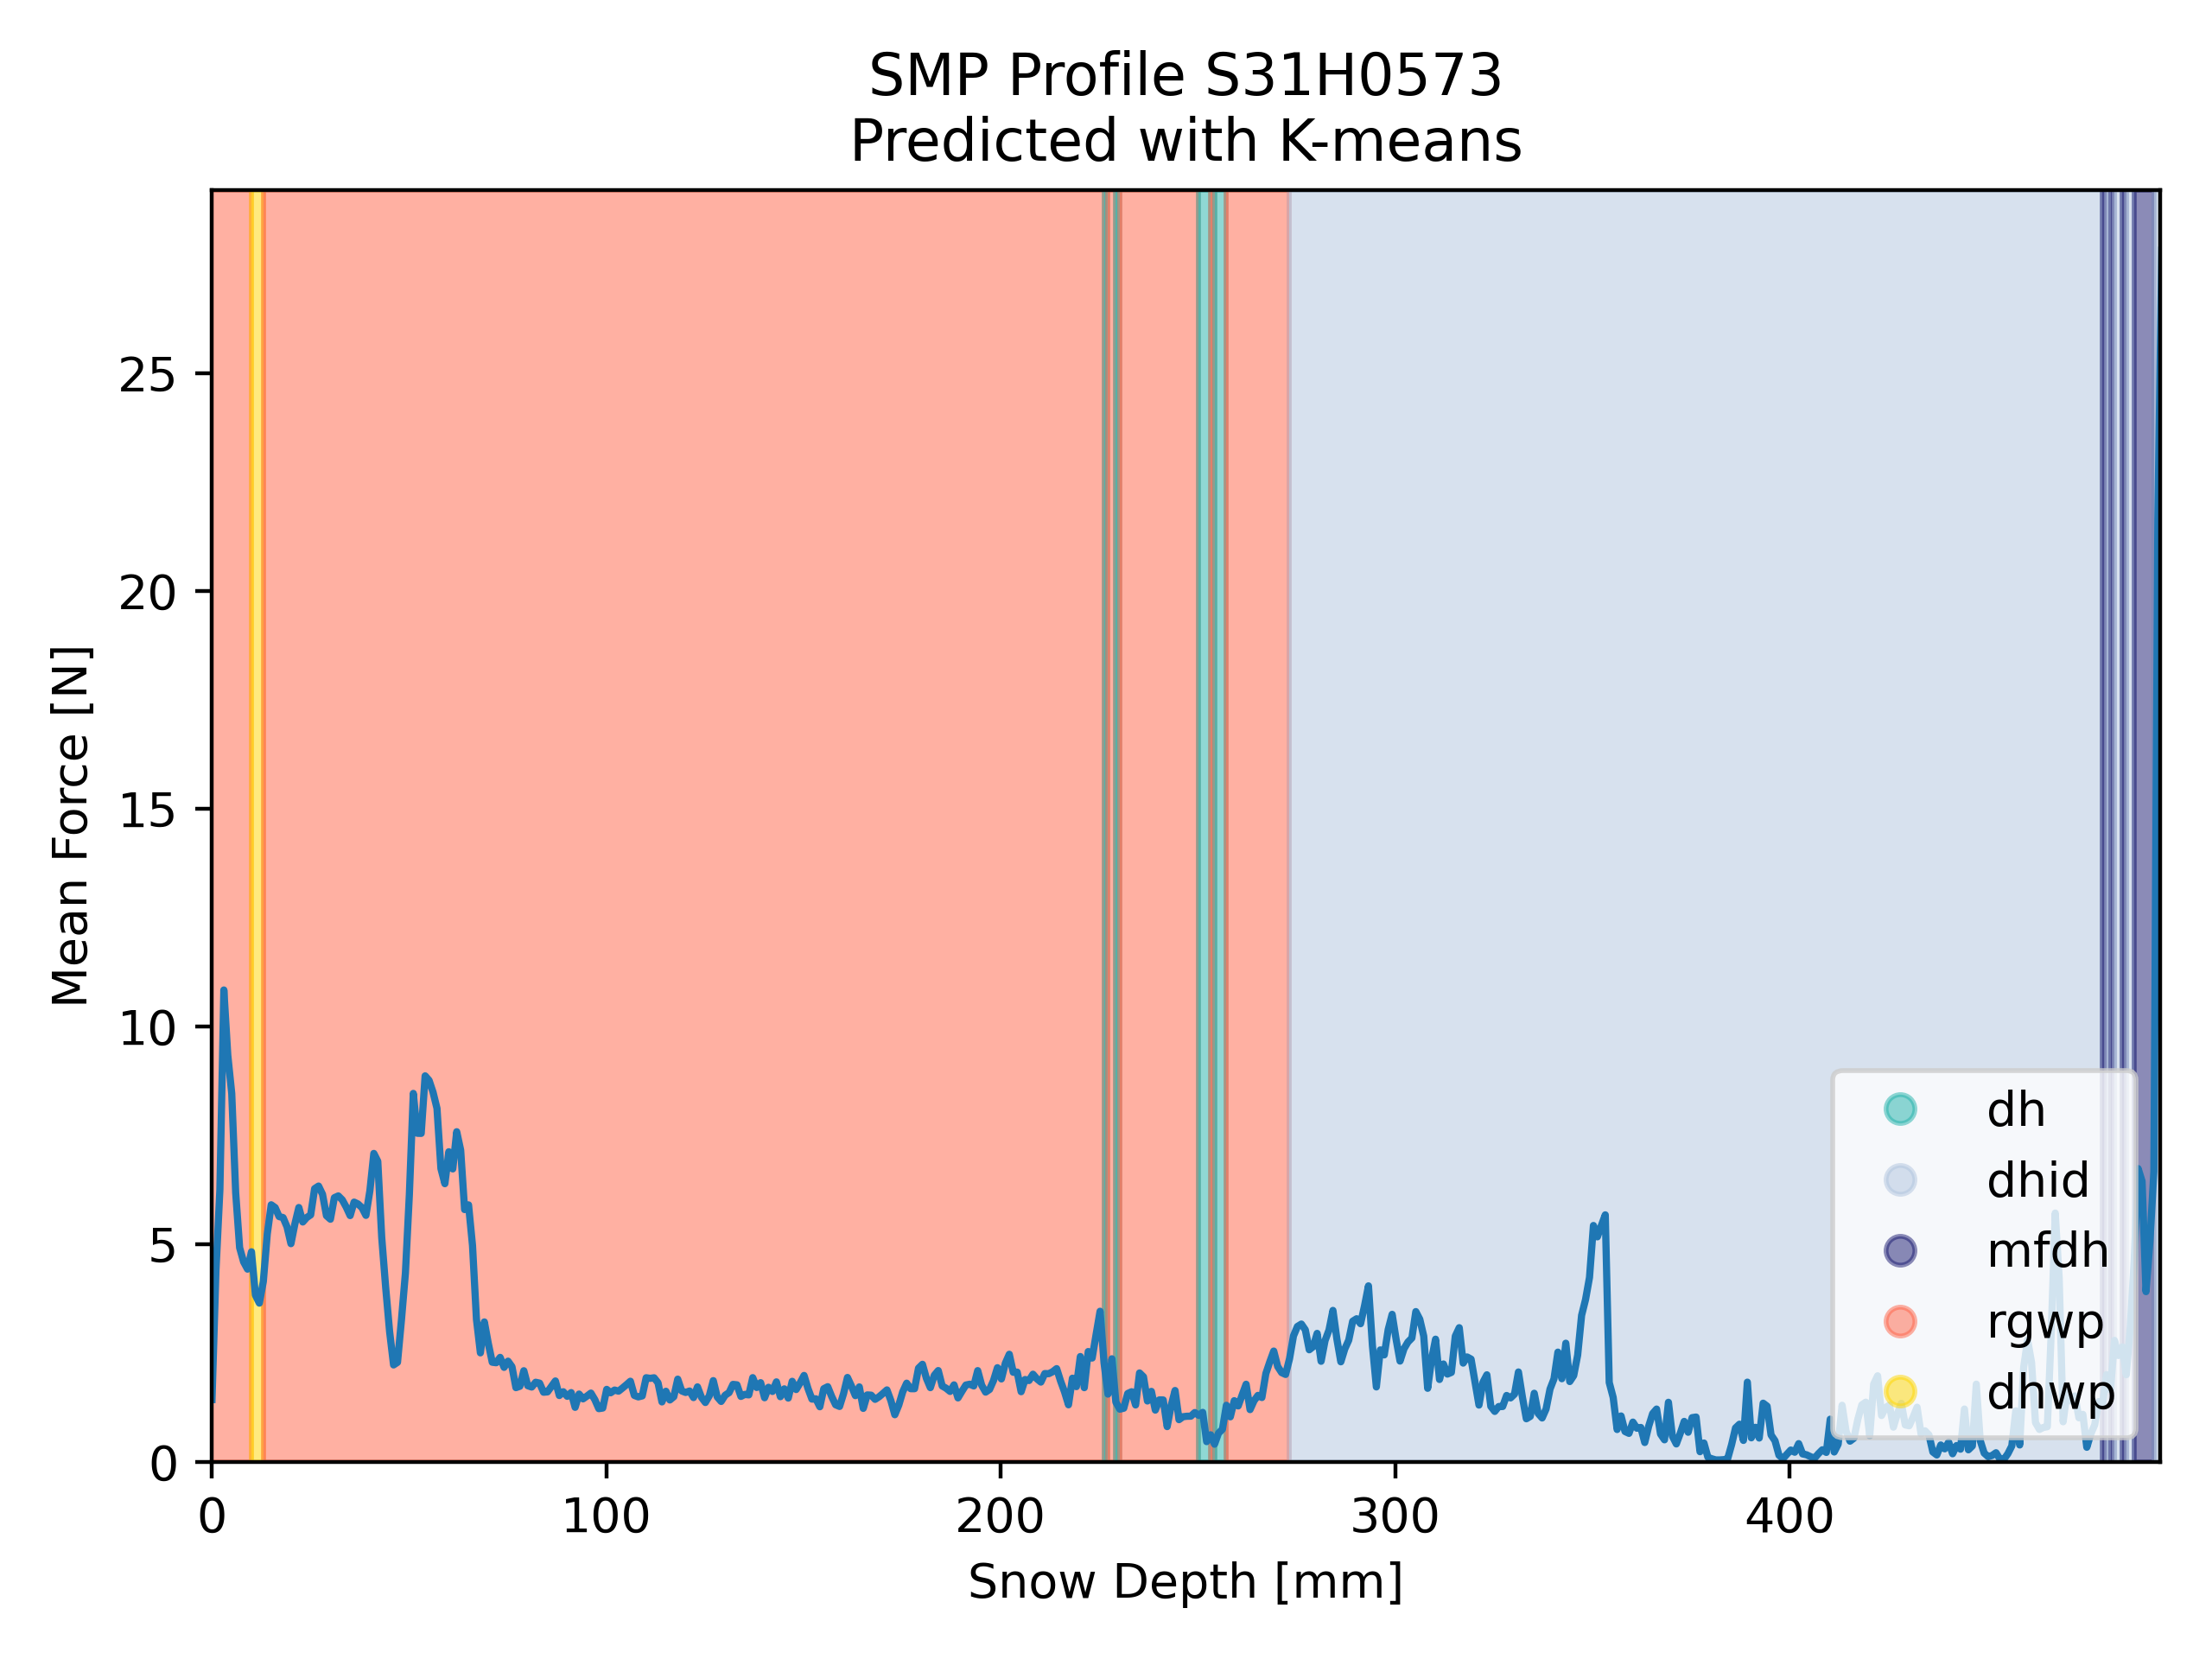 SMP Profile S31H0573
Predicted with K-means
Mean Force [N]
25
20
15
10
5
0
dh
dhid
mfdh
rgwp
dhwp
0 100 200 300 400
Snow Depth [mm]